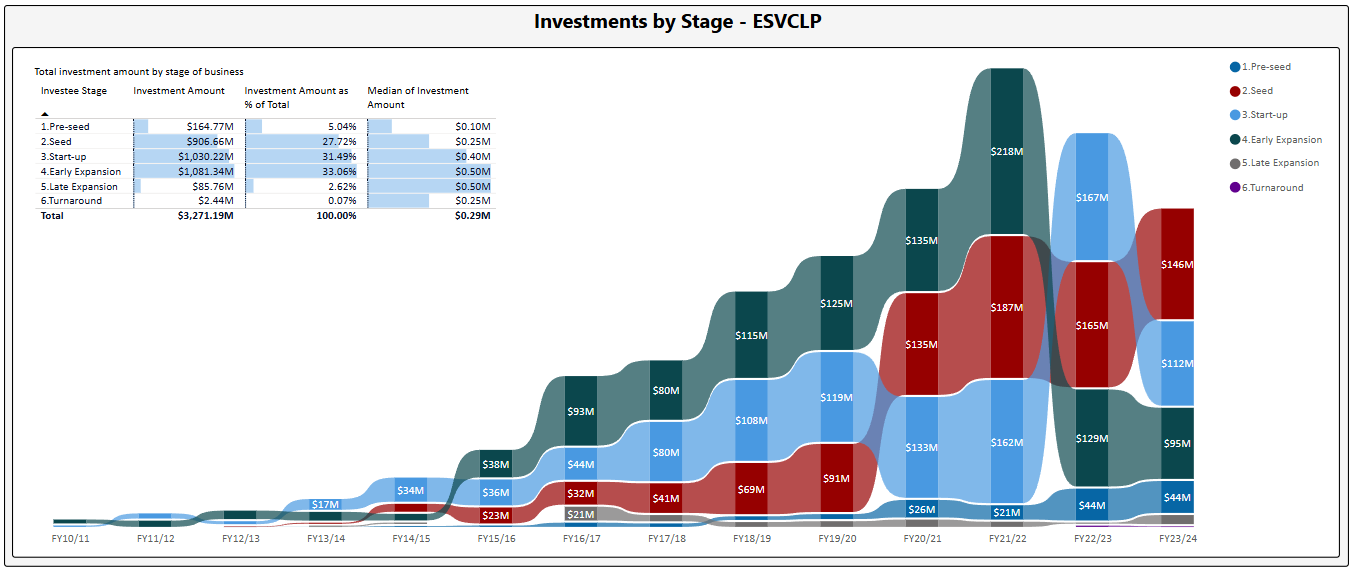 Investments by Stage - ESVCLP
Total investment amount by stage of business
Investee Stage Investment Amount Investment Amount as % of Total Median of Investment Amount
1.Pre-seed $164.77M 5.04% $0.10M
2.Seed $906.66M 27.72% $0.25M
3.Start-up $1,030.22M 31.49% $0.40M
4.Early Expansion $1,081.34M 33.06% $0.50M
5.Late Expansion $85.76M 2.62% $0.50M
6.Turnaround $2.44M 0.07% $0.25M
Total $3,271.19M 100.00% $0.29M
1.Pre-seed
2.Seed
3.Start-up
4.Early Expansion
5.Late Expansion
6.Turnaround
$17M
$34M
$38M
$36M
$23M
$93M
$44M
$32M
$21M
$80M
$80M
$41M
$115M
$108M
$69M
$125M
$119M
$91M
$135M
$135M
$133M
$26M
$218M
$187M
$162M
$21M
$167M
$165M
$129M
$44M
$146M
$112M
$95M
$44M
FY10/11 FY11/12 FY12/13 FY13/14 FY14/15 FY15/16 FY16/17 FY17/18 FY18/19 FY19/20 FY20/21 FY21/22 FY22/23 FY23/24